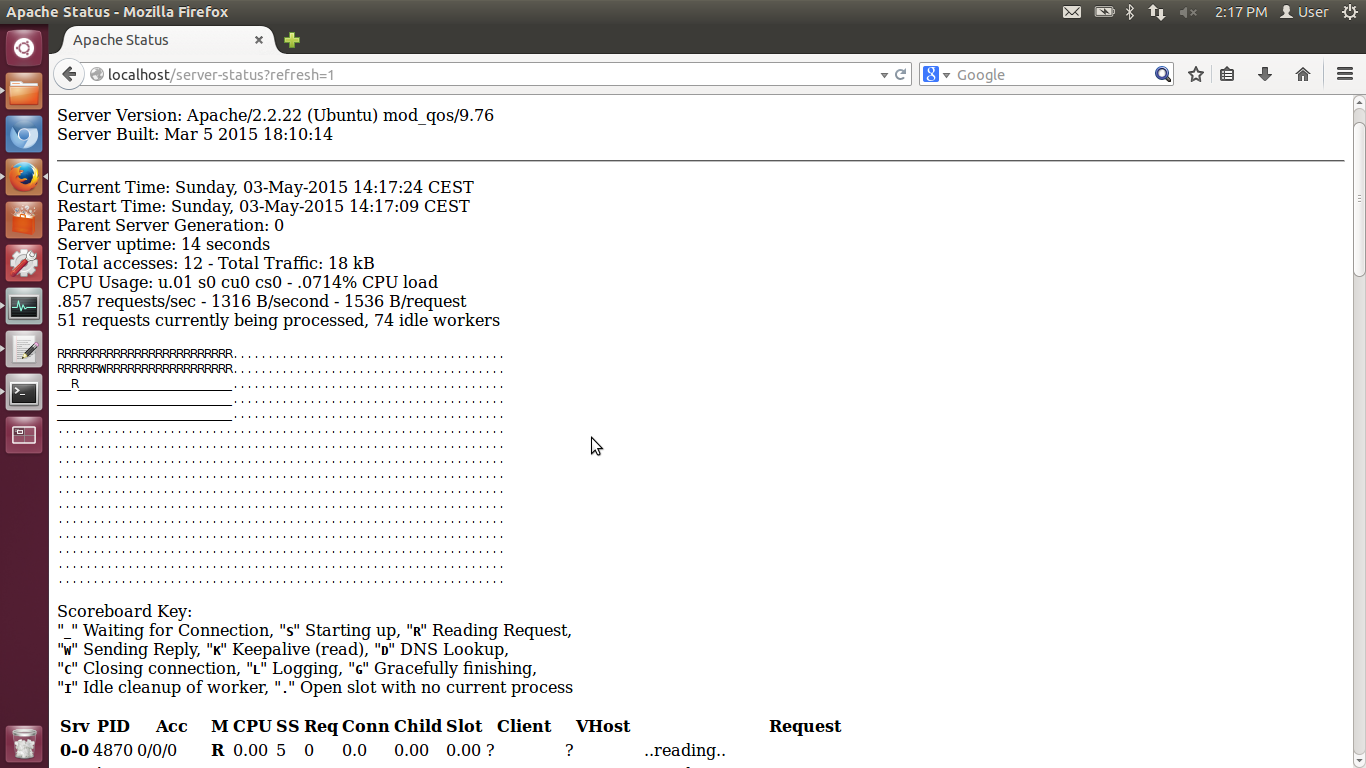 Apache Status - Mozilla Firefox
2:17 PM User
Apache Status ×
localhost/server-status?refresh=1
8 Google
Server Version: Apache/2.2.22 (Ubuntu) mod_qos/9.76
Server Built: Mar 5 2015 18:10:14
Current Time: Sunday, 03-May-2015 14:17:24 CEST
Restart Time: Sunday, 03-May-2015 14:17:09 CEST
Parent Server Generation: 0
Server uptime: 14 seconds
Total accesses: 12 - Total Traffic: 18 kB
CPU Usage: u.01 s0 cu0 cs0 - .0714% CPU load
.857 requests/sec - 1316 B/second - 1536 B/request
51 requests currently being processed, 74 idle workers
RRRRRRRRRRRRRRRRRRRRRRRRR.......................................
RRRRRRWRRRRRRRRRRRRRRRRRR.......................................
__R______________________.......................................
_________________________.......................................
_________________________.......................................
................................................................
................................................................
................................................................
................................................................
................................................................
................................................................
................................................................
................................................................
................................................................
................................................................
................................................................
Scoreboard Key:
"_" Waiting for Connection, "S" Starting up, "R" Reading Request,
"W" Sending Reply, "K" Keepalive (read), "D" DNS Lookup,
"C" Closing connection, "L" Logging, "G" Gracefully finishing,
"I" Idle cleanup of worker, "." Open slot with no current process
Srv PID Acc M CPU SS Req Conn Child Slot Client VHost Request
0-0 4870 0/0/0 R 0.00 5 0 0.0 0.00 0.00 ? ? ..reading..